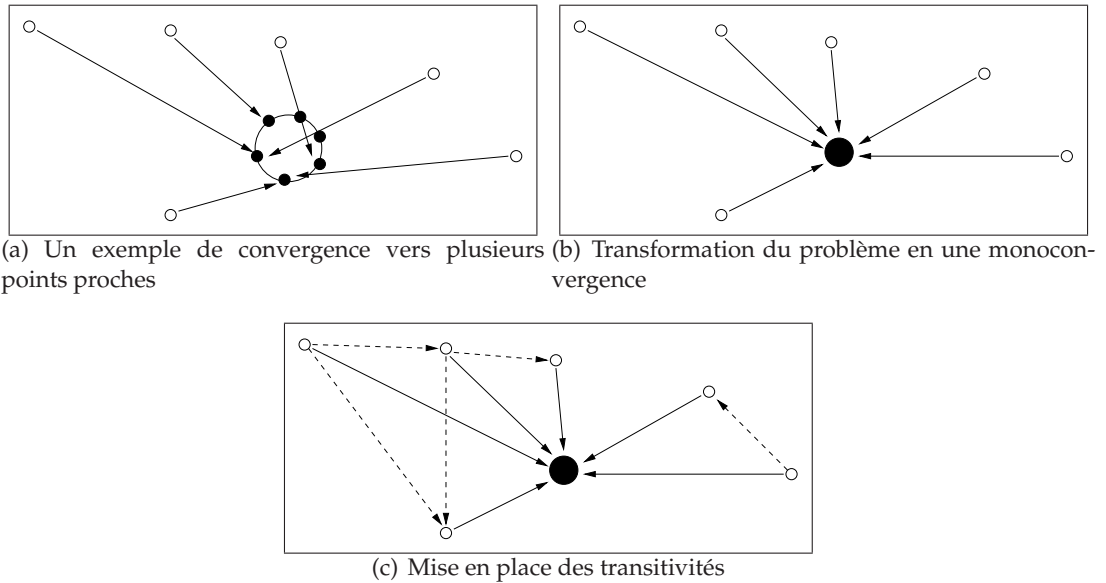 (a) Un exemple de convergence vers plusieurs
points proches
(b) Transformation du problème en une monocon-
vergence
(c) Mise en place des transitivités